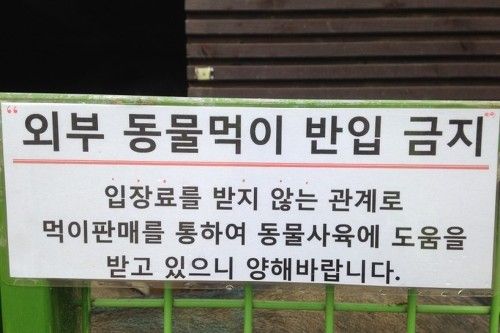 “외부 동물먹이 반입 금지”
입장료를 받지 않는 관계로
먹이판매를 통하여 동물사육에 도움을
받고 있으니 양해바랍니다.